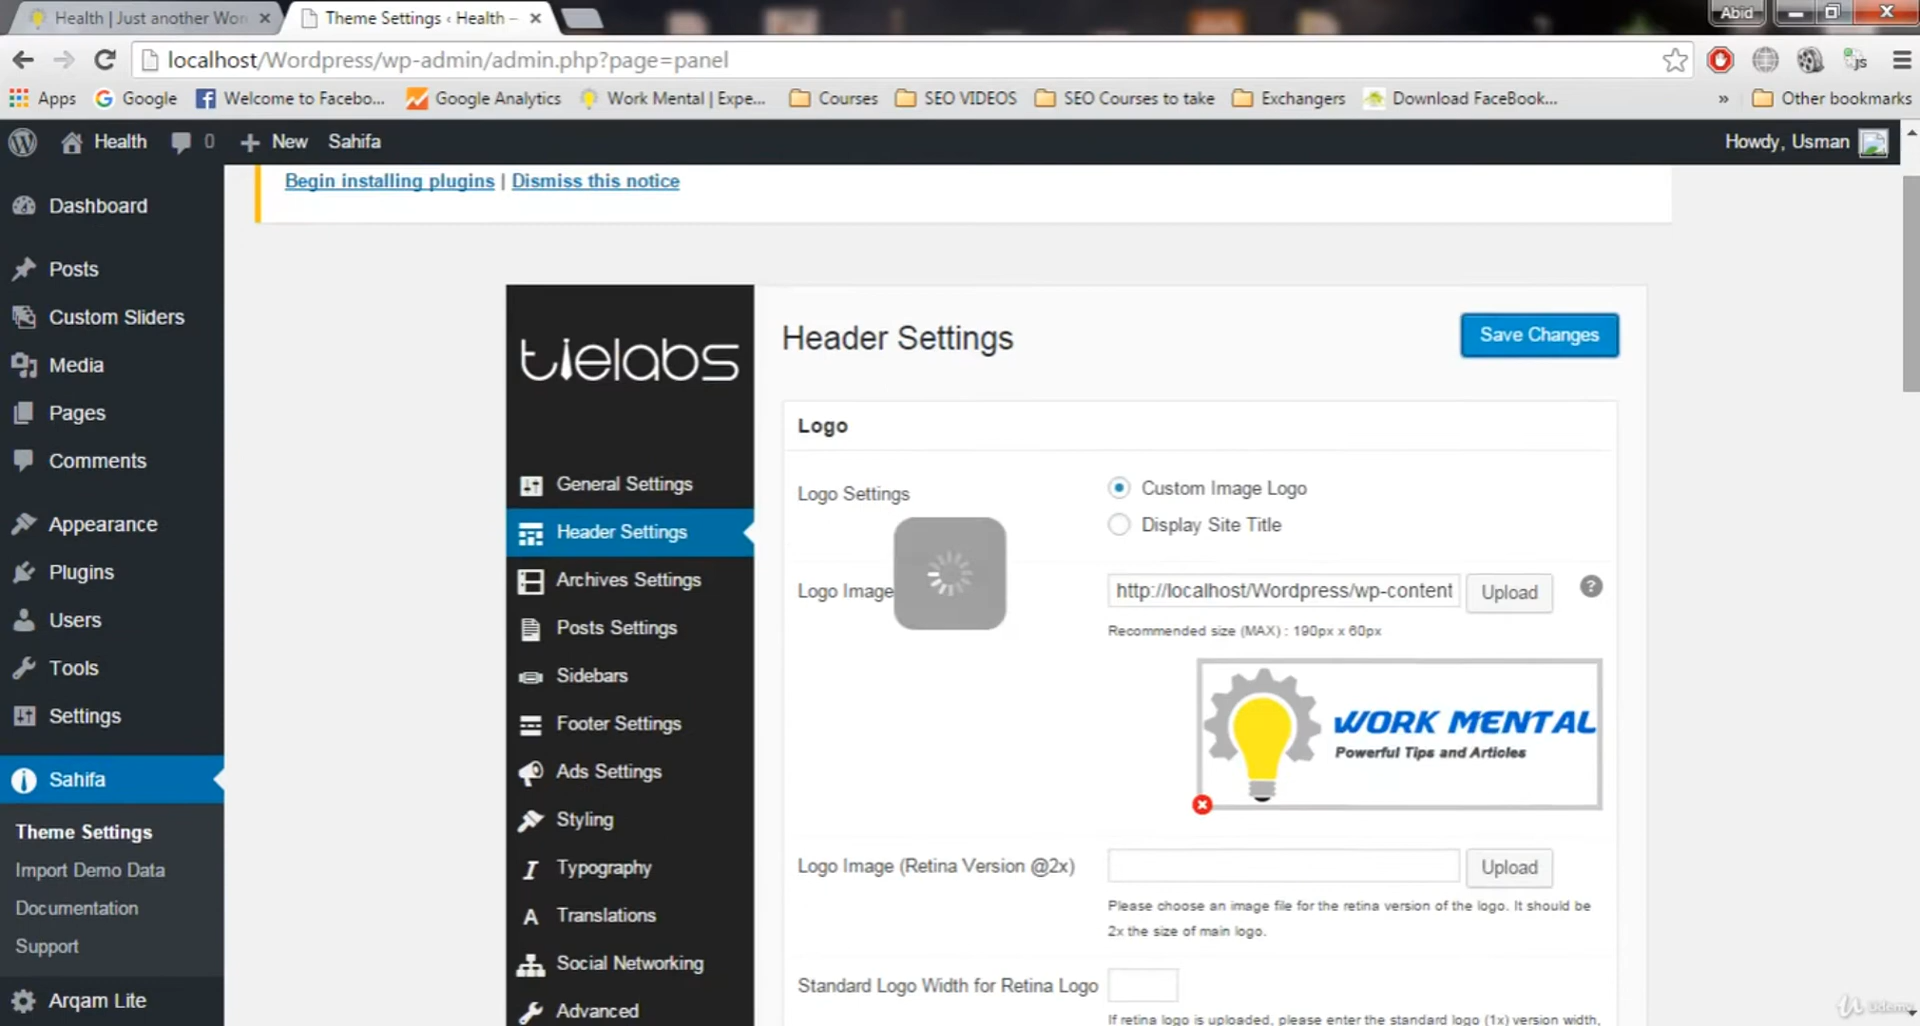 Health | Just another Wor
Theme Settings ‹ Health –
Abid
localhost/Wordpress/wp-admin/admin.php?page=panel
js
Apps
Google
Welcome to Facebo...
Google Analytics
Work Mental | Expe...
Courses
SEO VIDEOS
SEO Courses to take
Exchangers
Download FaceBook...
»
Other bookmarks
Health
0
New
Sahifa
Howdy, Usman
Begin installing plugins | Dismiss this notice
Dashboard
Posts
Custom Sliders
Media
Pages
Comments
Appearance
Plugins
Users
Tools
Settings
Sahifa
Theme Settings
Import Demo Data
Documentation
Support
Arqam Lite
tielabs
General Settings
Header Settings
Archives Settings
Posts Settings
Sidebars
Footer Settings
Ads Settings
Styling
Typography
Translations
Social Networking
Advanced
Header Settings
Save Changes
Logo
Logo Settings
Custom Image Logo
Display Site Title
Logo Image
http://localhost/Wordpress/wp-content
Upload
Recommended size (MAX) : 190px x 60px
WORK MENTAL
Powerful Tips and Articles
Logo Image (Retina Version @2x)
Upload
Please choose an image file for the retina version of the logo. It should be
2x the size of main logo.
Standard Logo Width for Retina Logo
If retina logo is uploaded, please enter the standard logo (1x) version width,
Udemy